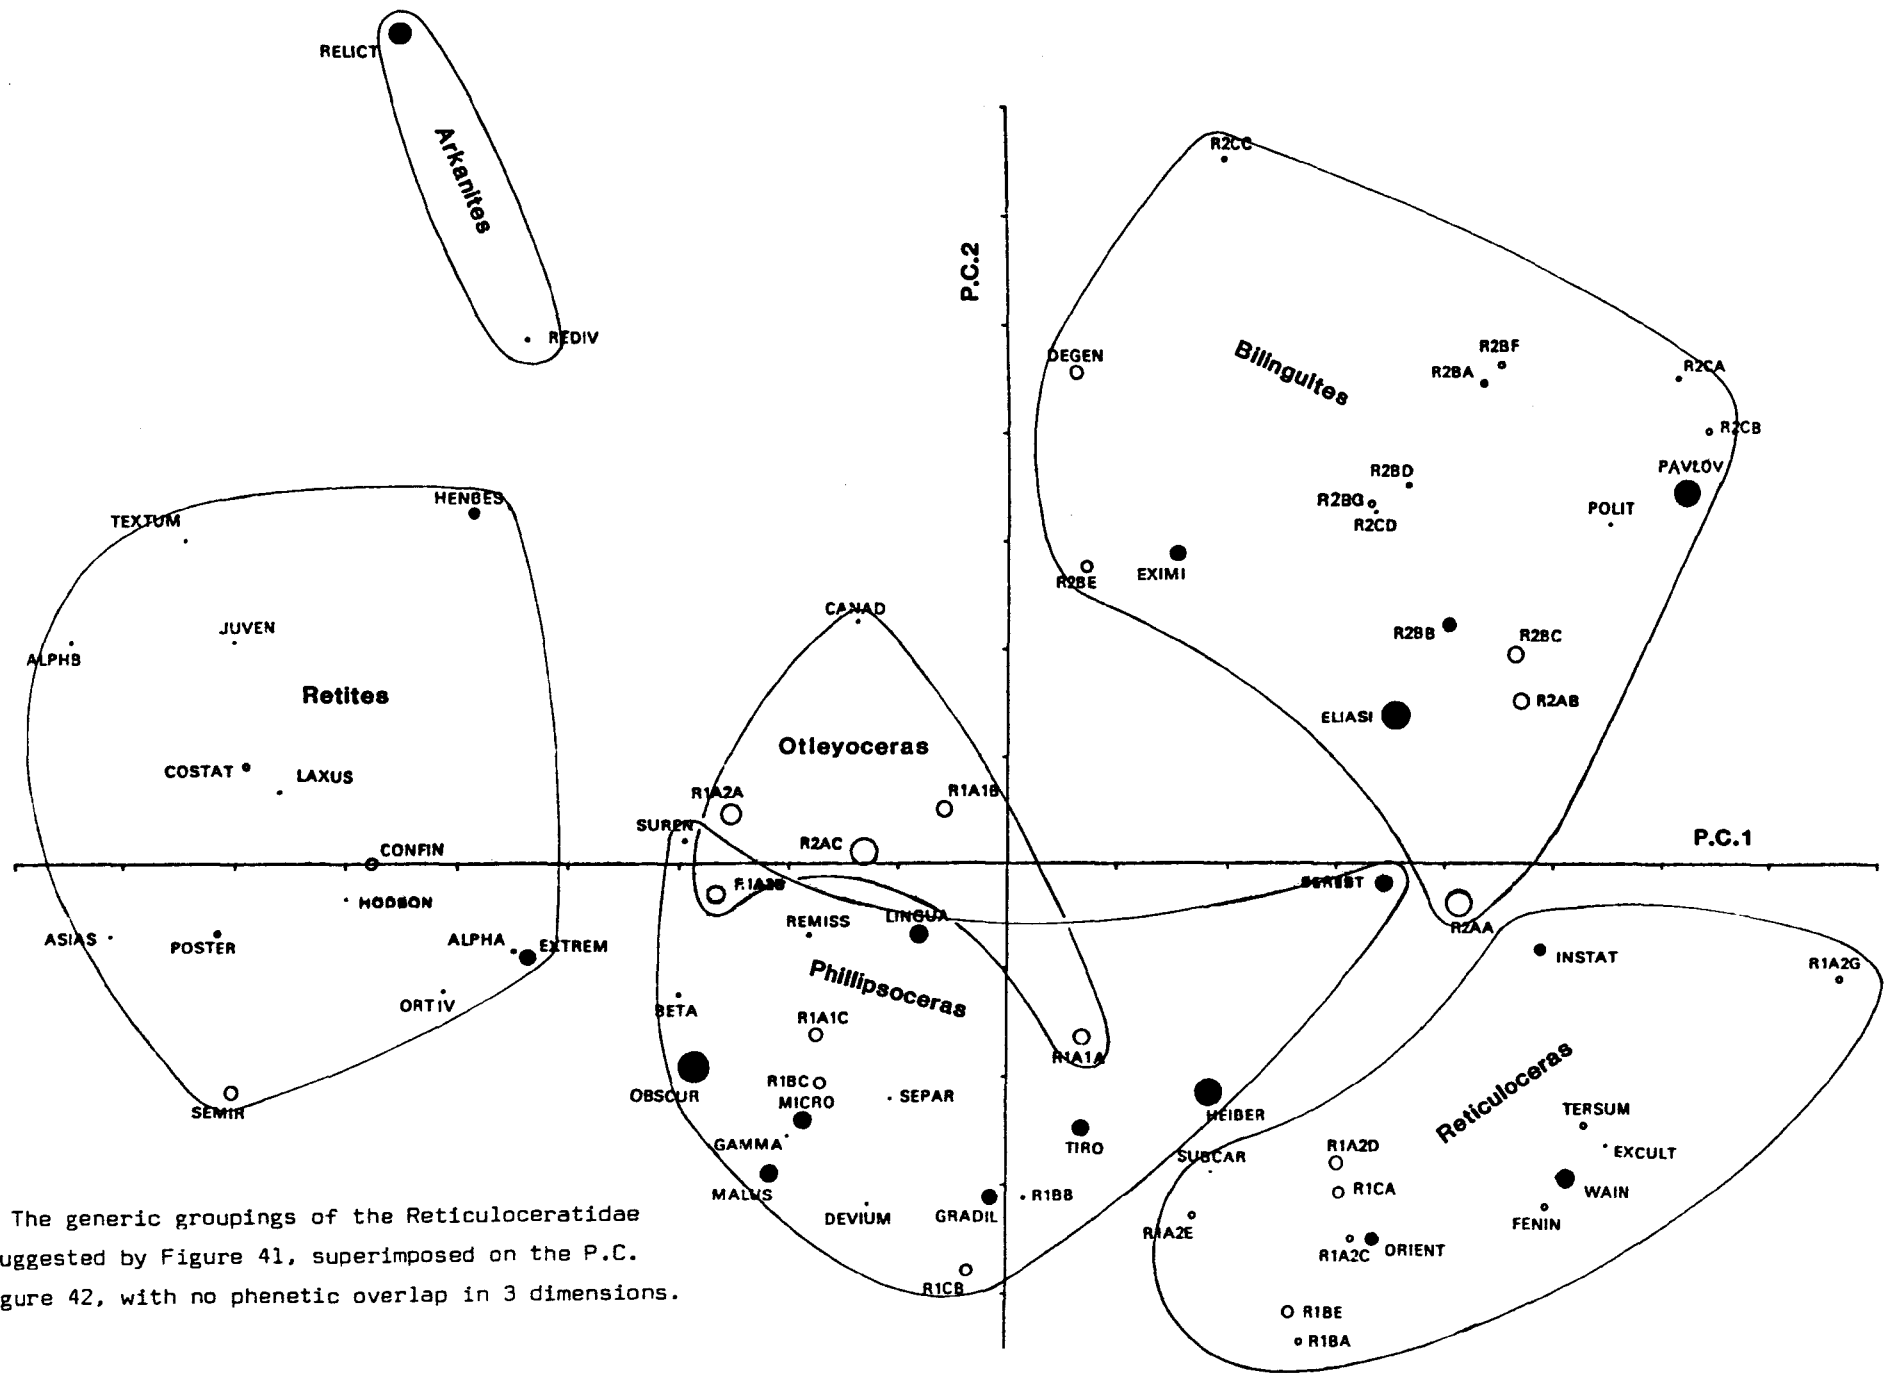 RELICT
Arkanites
REDIV
P.C.2
R2CC
DEGEN
Bilinguites
R2BF
R2BA
R2CA
R2CB
PAVLOV
R2BD
R2BG
R2CD
POLIT
R2BE
EXIMI
R2BB
R2BC
R2AB
ELIASI
HENBES
TEXTUM
JUVEN
ALPHB
Retites
COSTAT
LAXUS
CONFIN
HODSON
ASIAS
POSTER
ALPHA
EXTREM
ORTIV
SEMIR
CANAD
Otleyoceras
R1A2A
R1A1B
SUREN
R2AC
P.C.1
R2AA
REMISS
LINGUA
Phillipsoceras
BETA
R1A1C
R1A1A
OBSCUR
R1BC
MICRO
SEPAR
GAMMA
MALUS
DEVIUM
GRADIL
R1BB
R1CB
TIRO
HEIBER
SUBCAR
INSTAT
R1A2G
Reticuloceras
TERSUM
EXCULT
R1A2D
R1CA
WAIN
FENIN
R1A2E
R1A2C
ORIENT
R1BE
R1BA
The generic groupings of the Reticuloceratidae
uggested by Figure 41, superimposed on the P.C.
gure 42, with no phenetic overlap in 3 dimensions.